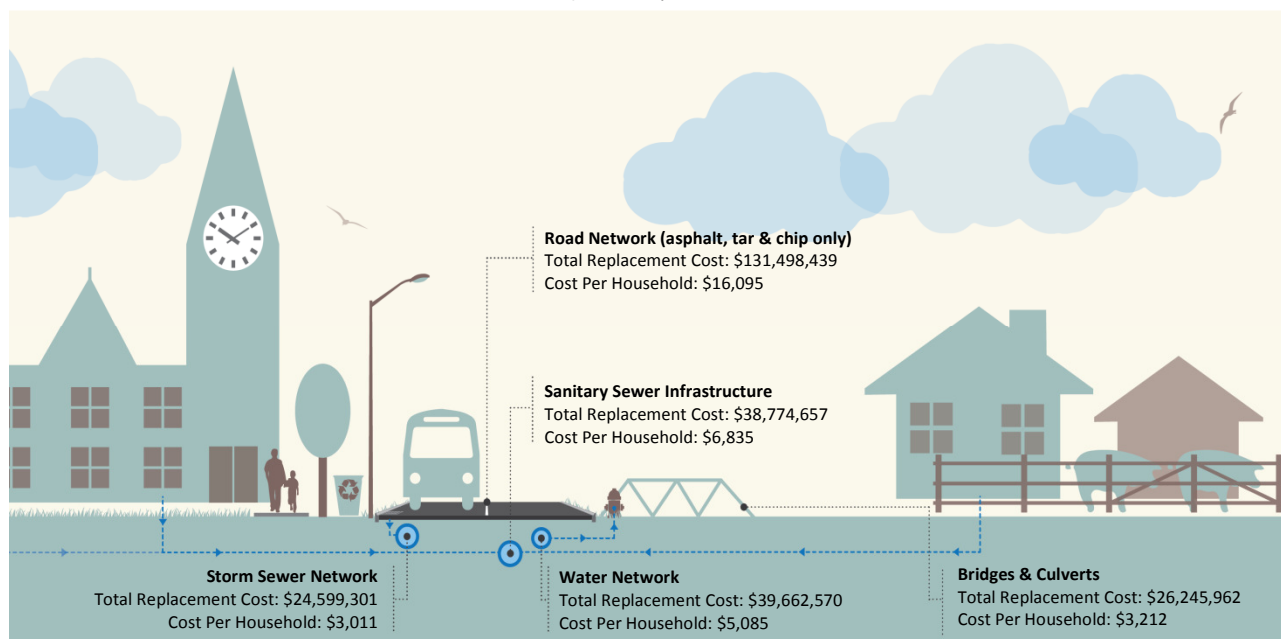 Road Network (asphalt, tar & chip only)
Total Replacement Cost: $131,498,439
Cost Per Household: $16,095
Sanitary Sewer Infrastructure
Total Replacement Cost: $38,774,657
Cost Per Household: $6,835
Storm Sewer Network
Total Replacement Cost: $24,599,301
Cost Per Household: $3,011
Water Network
Total Replacement Cost: $39,662,570
Cost Per Household: $5,085
Bridges & Culverts
Total Replacement Cost: $26,245,962
Cost Per Household: $3,212